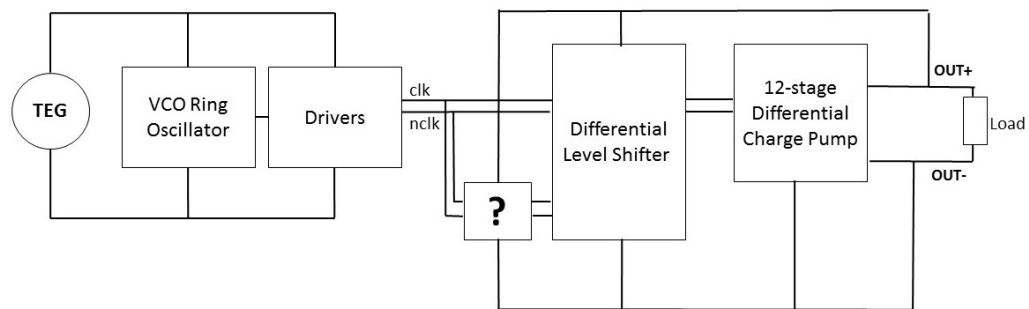 TEG
VCO Ring
Oscillator
Drivers
clk
nclk
?
Differential
Level Shifter
12-stage
Differential
Charge Pump
OUT+
Load
OUT-